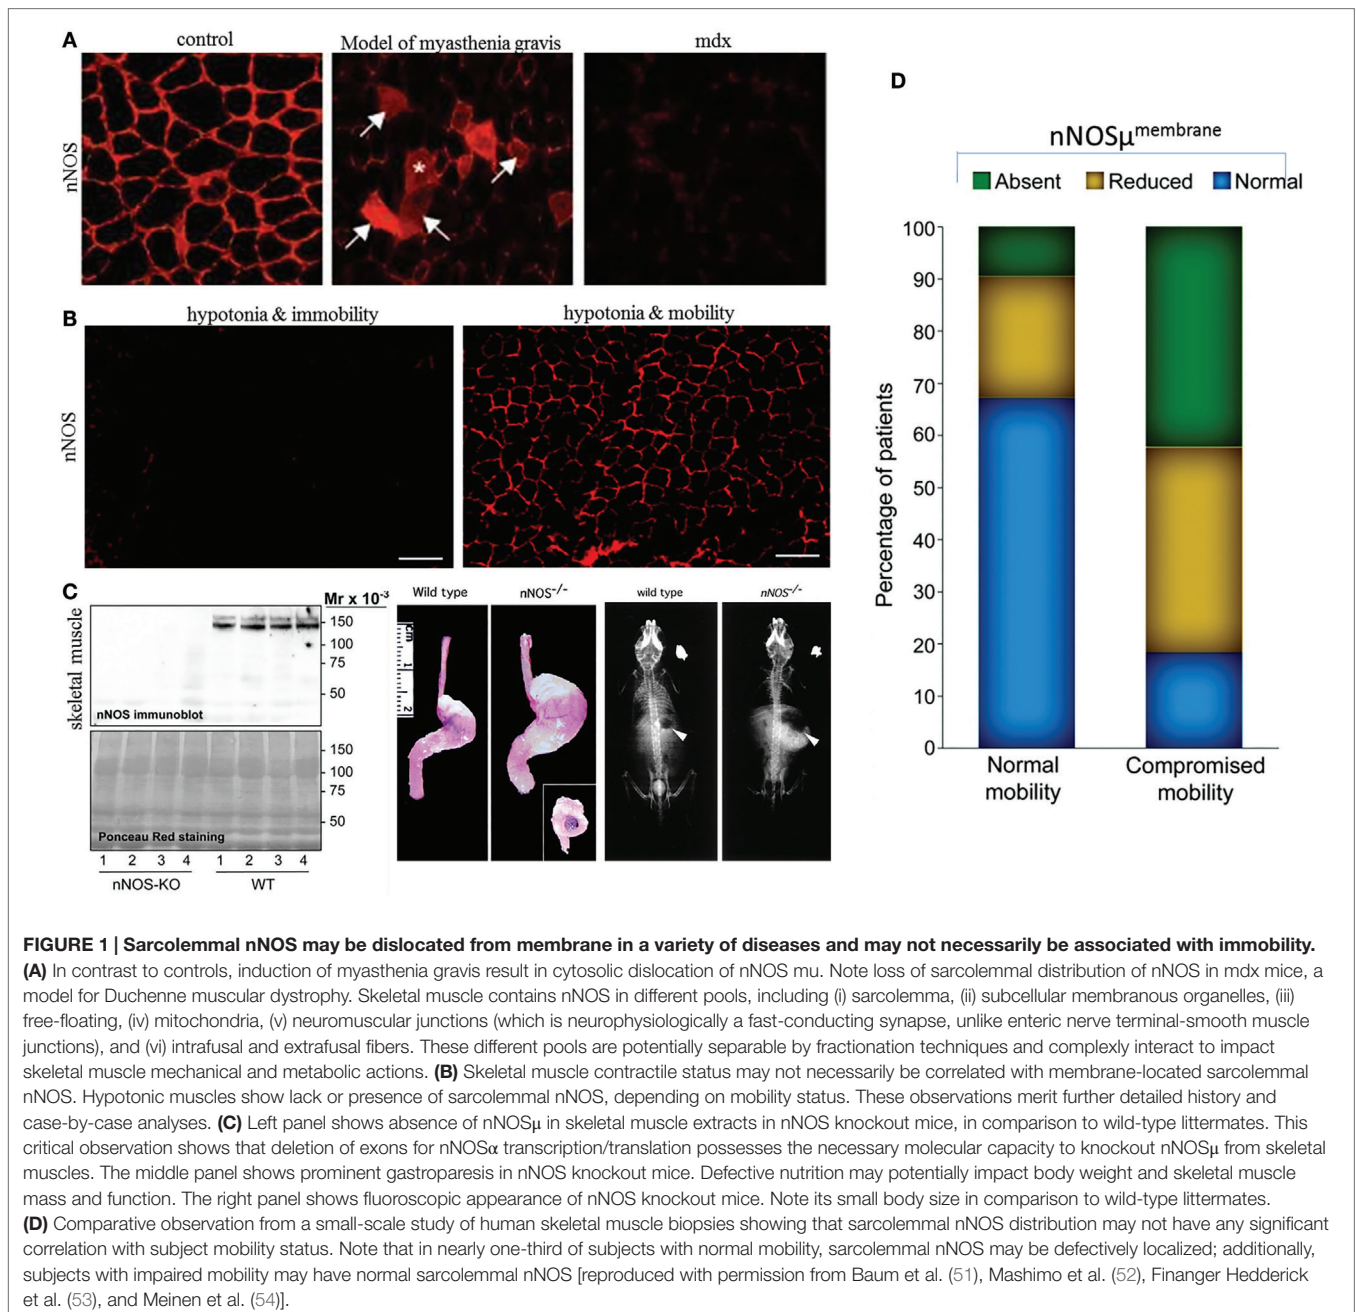 A
control
Model of myasthenia gravis
mdx
nNOS
*
B
hypotonia & immobility
hypotonia & mobility
nNOS
C
skeletal muscle
Mr x 10⁻³
150
100
75
50
nNOS immunoblot
150
100
75
50
Ponceau Red staining
1 2 3 4 1 2 3 4
nNOS-KO WT
Wild type
nNOS⁻/⁻
cm
1
2
wild type
nNOS⁻/⁻
D
nNOSμᵐᵉᵐᵇʳᵃⁿᵉ
Absent Reduced Normal
Percentage of patients
100
90
80
70
60
50
40
30
20
10
0
Normal
mobility
Compromised
mobility
FIGURE 1 | Sarcolemmal nNOS may be dislocated from membrane in a variety of diseases and may not necessarily be associated with immobility.
(A) In contrast to controls, induction of myasthenia gravis result in cytosolic dislocation of nNOS mu. Note loss of sarcolemmal distribution of nNOS in mdx mice, a
model for Duchenne muscular dystrophy. Skeletal muscle contains nNOS in different pools, including (i) sarcolemma, (ii) subcellular membranous organelles, (iii)
free-floating, (iv) mitochondria, (v) neuromuscular junctions (which is neurophysiologically a fast-conducting synapse, unlike enteric nerve terminal-smooth muscle
junctions), and (vi) intrafusal and extrafusal fibers. These different pools are potentially separable by fractionation techniques and complexly interact to impact
skeletal muscle mechanical and metabolic actions. (B) Skeletal muscle contractile status may not necessarily be correlated with membrane-located sarcolemmal
nNOS. Hypotonic muscles show lack or presence of sarcolemmal nNOS, depending on mobility status. These observations merit further detailed history and
case-by-case analyses. (C) Left panel shows absence of nNOSμ in skeletal muscle extracts in nNOS knockout mice, in comparison to wild-type littermates. This
critical observation shows that deletion of exons for nNOSα transcription/translation possesses the necessary molecular capacity to knockout nNOSμ from skeletal
muscles. The middle panel shows prominent gastroparesis in nNOS knockout mice. Defective nutrition may potentially impact body weight and skeletal muscle
mass and function. The right panel shows fluoroscopic appearance of nNOS knockout mice. Note its small body size in comparison to wild-type littermates.
(D) Comparative observation from a small-scale study of human skeletal muscle biopsies showing that sarcolemmal nNOS distribution may not have any significant
correlation with subject mobility status. Note that in nearly one-third of subjects with normal mobility, sarcolemmal nNOS may be defectively localized; additionally,
subjects with impaired mobility may have normal sarcolemmal nNOS [reproduced with permission from Baum et al. (51), Mashimo et al. (52), Finanger Hedderick
et al. (53), and Meinen et al. (54)].